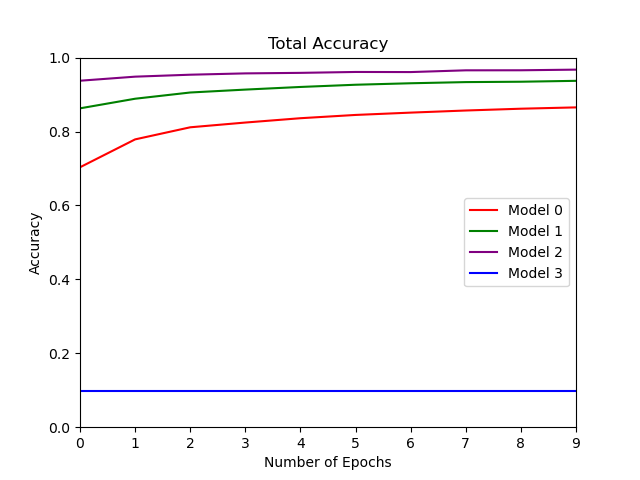 Total Accuracy
1.0
0.8
0.6
0.4
0.2
0.0
Accuracy
Model 0
Model 1
Model 2
Model 3
0 1 2 3 4 5 6 7 8 9
Number of Epochs